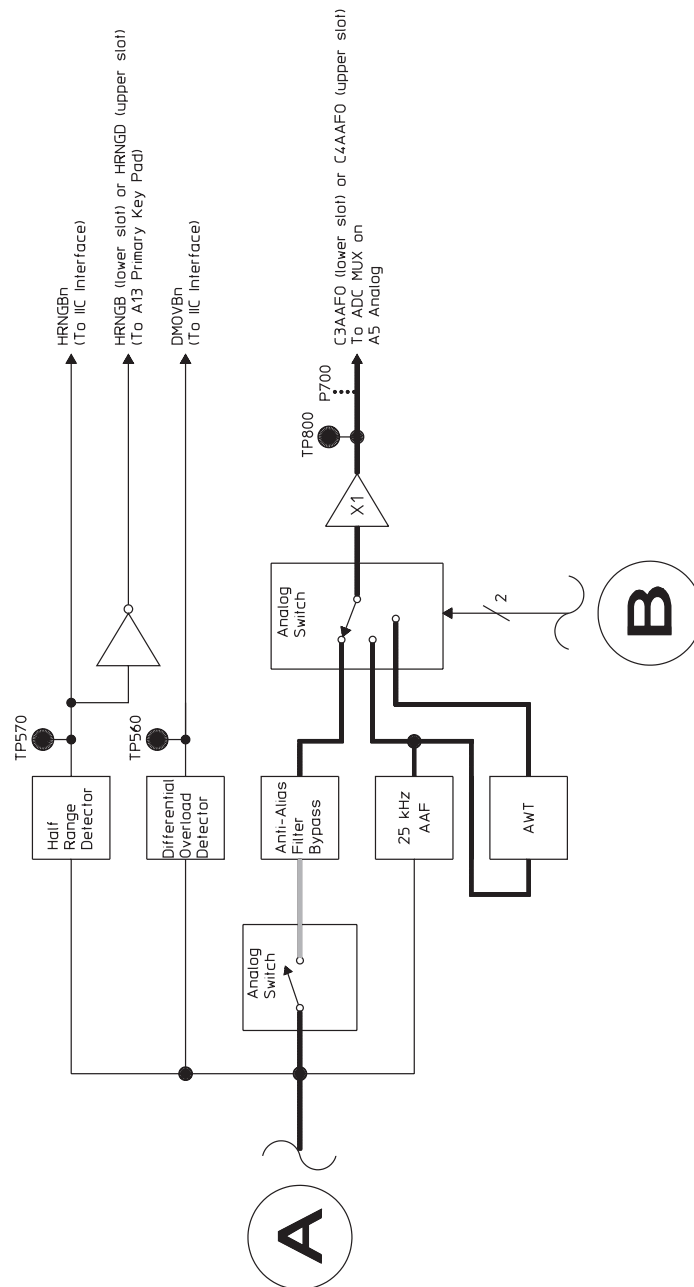 HRNGBn
(To IIC Interface)
HRNGB (lower slot) or HRNGD (upper slot)
(To A13 Primary Key Pad)
DMOVBn
(To IIC Interface)
C3AAFO (lower slot) or C4AAFO (upper slot)
To ADC MUX on
A5 Analog
P700
TP800
X1
TP570
TP560
Half
Range
Detector
Differential
Overload
Detector
Anti-Alias
Filter
Bypass
25 kHz
AAF
AWT
Analog
Switch
Analog
Switch
2
A
B